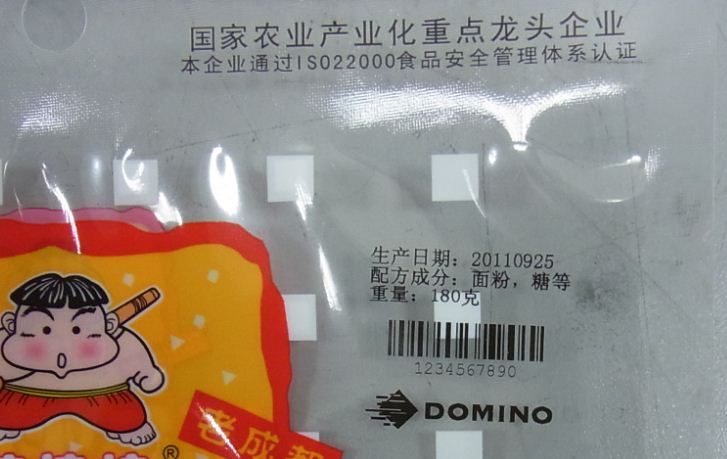 国家农业产业化重点龙头企业
本企业通过ISO22000食品安全管理体系认证
生产日期：20110925
配方成分：面粉，糖等
重量：180克
1234567890
DOMINO
老成都
®